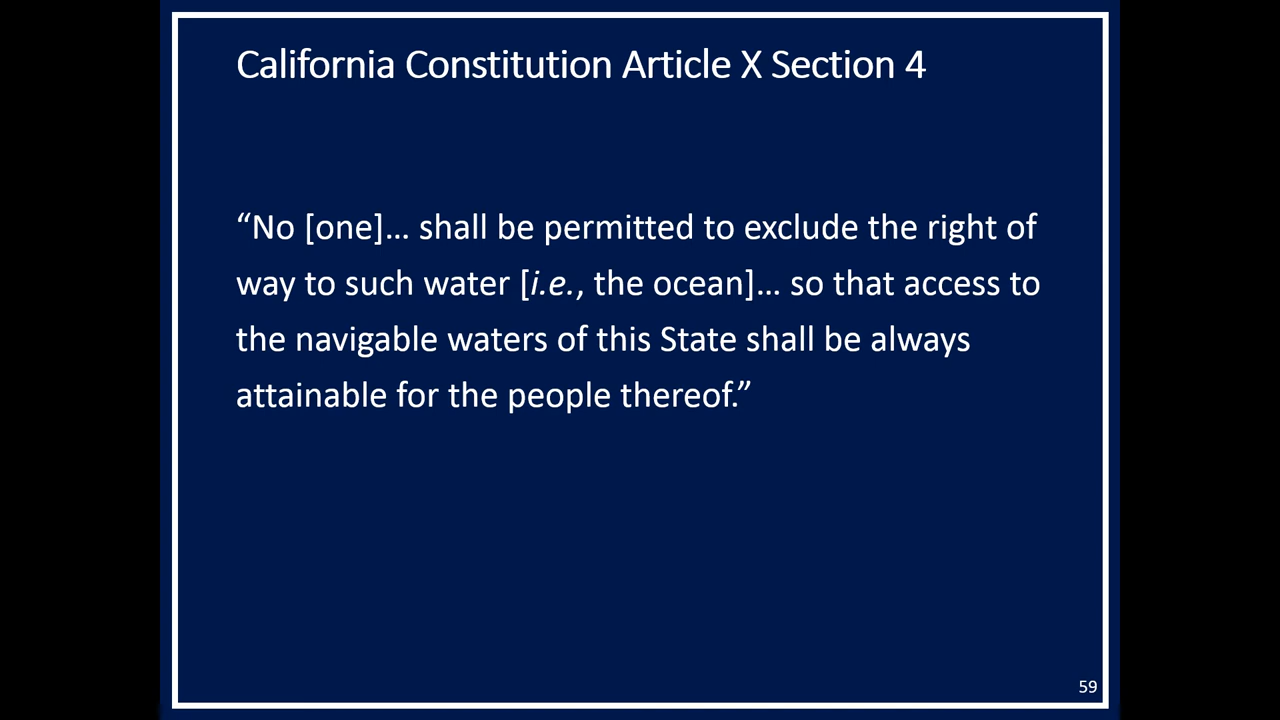 California Constitution Article X Section 4
“No [one]… shall be permitted to exclude the right of
way to such water [i.e., the ocean]… so that access to
the navigable waters of this State shall be always
attainable for the people thereof.”
59